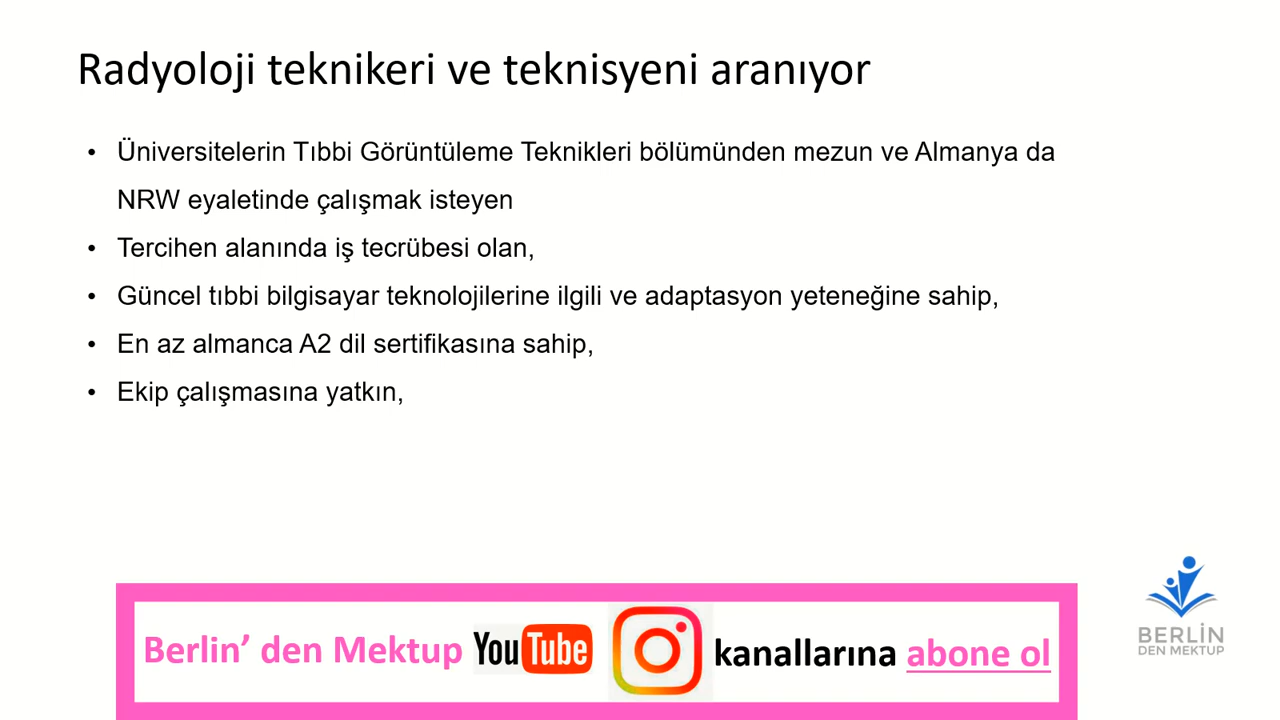 Radyoloji teknikeri ve teknisyeni aranıyor
• Üniversitelerin Tıbbi Görüntüleme Teknikleri bölümünden mezun ve Almanya da
NRW eyaletinde çalışmak isteyen
• Tercihen alanında iş tecrübesi olan,
• Güncel tıbbi bilgisayar teknolojilerine ilgili ve adaptasyon yeteneğine sahip,
• En az almanca A2 dil sertifikasına sahip,
• Ekip çalışmasına yatkın,
Berlin’ den Mektup YouTube kanallarına abone ol
BERLİN
DEN MEKTUP